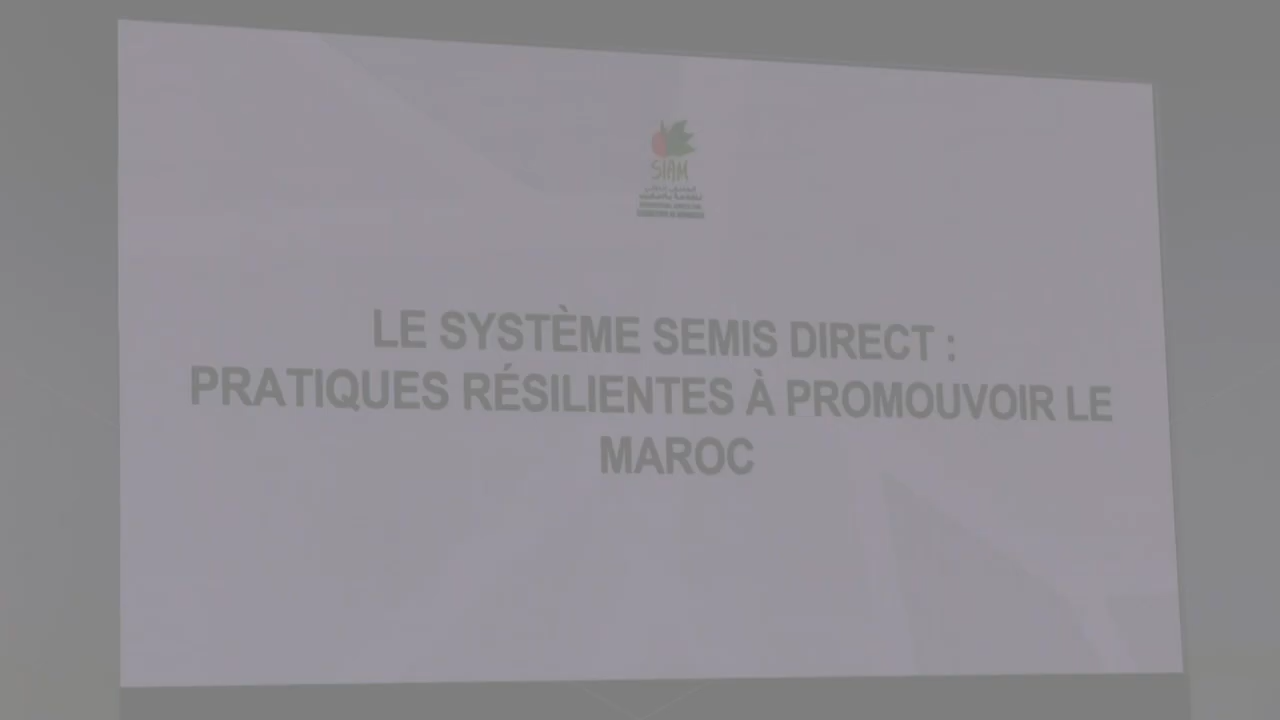 SIAM
LE SYSTÈME SEMIS DIRECT :
PRATIQUES RÉSILIENTES À PROMOUVOIR LE
MAROC